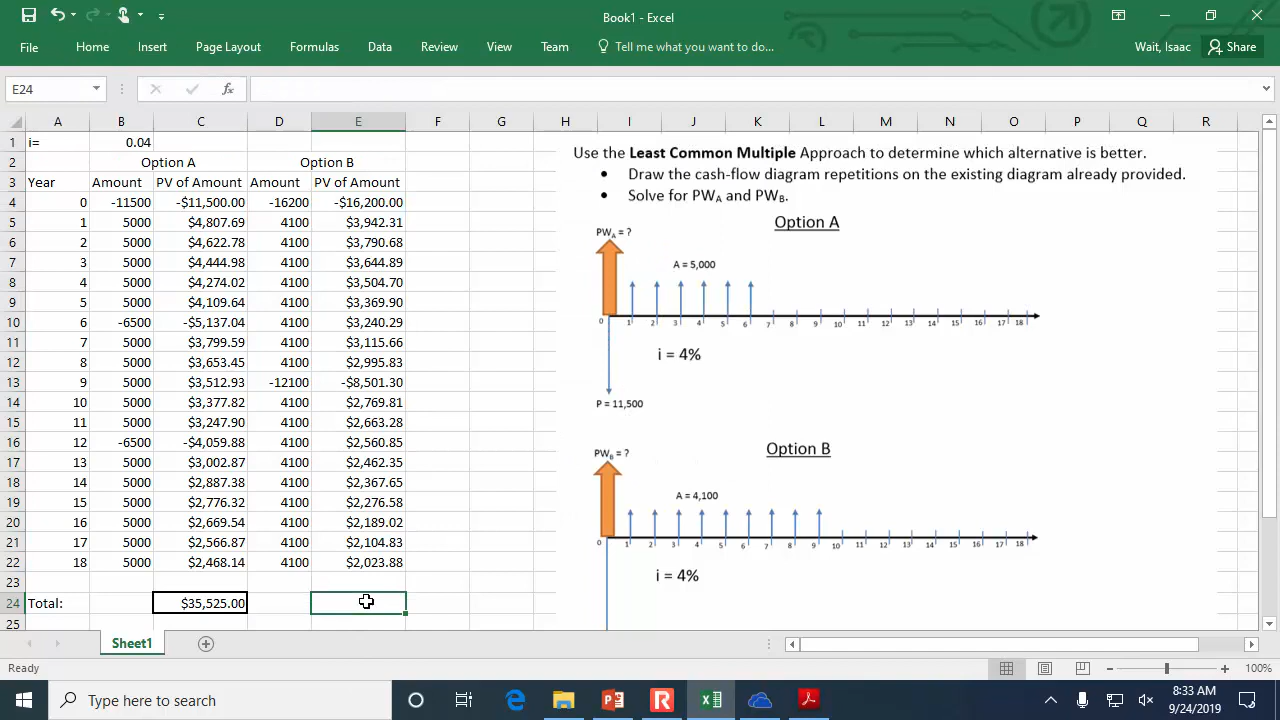 Book1 - Excel
File Home Insert Page Layout Formulas Data Review View Team Tell me what you want to do... Wait, Isaac Share
E24 fx
A B C D E F G H I J K L M N O P Q R
1 i= 0.04
2 Option A Option B
3 Year Amount PV of Amount Amount PV of Amount
4 0 -11500 -$11,500.00 -16200 -$16,200.00
5 1 5000 $4,807.69 4100 $3,942.31
6 2 5000 $4,622.78 4100 $3,790.68
7 3 5000 $4,444.98 4100 $3,644.89
8 4 5000 $4,274.02 4100 $3,504.70
9 5 5000 $4,109.64 4100 $3,369.90
10 6 -6500 -$5,137.04 4100 $3,240.29
11 7 5000 $3,799.59 4100 $3,115.66
12 8 5000 $3,653.45 4100 $2,995.83
13 9 5000 $3,512.93 -12100 -$8,501.30
14 10 5000 $3,377.82 4100 $2,769.81
15 11 5000 $3,247.90 4100 $2,663.28
16 12 -6500 -$4,059.88 4100 $2,560.85
17 13 5000 $3,002.87 4100 $2,462.35
18 14 5000 $2,887.38 4100 $2,367.65
19 15 5000 $2,776.32 4100 $2,276.58
20 16 5000 $2,669.54 4100 $2,189.02
21 17 5000 $2,566.87 4100 $2,104.83
22 18 5000 $2,468.14 4100 $2,023.88
23
24 Total: $35,525.00
25
Use the Least Common Multiple Approach to determine which alternative is better.
• Draw the cash-flow diagram repetitions on the existing diagram already provided.
• Solve for PWA and PWB.
Option A
PWA = ?
A = 5,000
0 1 2 3 4 5 6 7 8 9 10 11 12 13 14 15 16 17 18
i = 4%
P = 11,500
Option B
PWB = ?
A = 4,100
0 1 2 3 4 5 6 7 8 9 10 11 12 13 14 15 16 17 18
i = 4%
Sheet1
Ready 100%
Type here to search
8:33 AM
9/24/2019